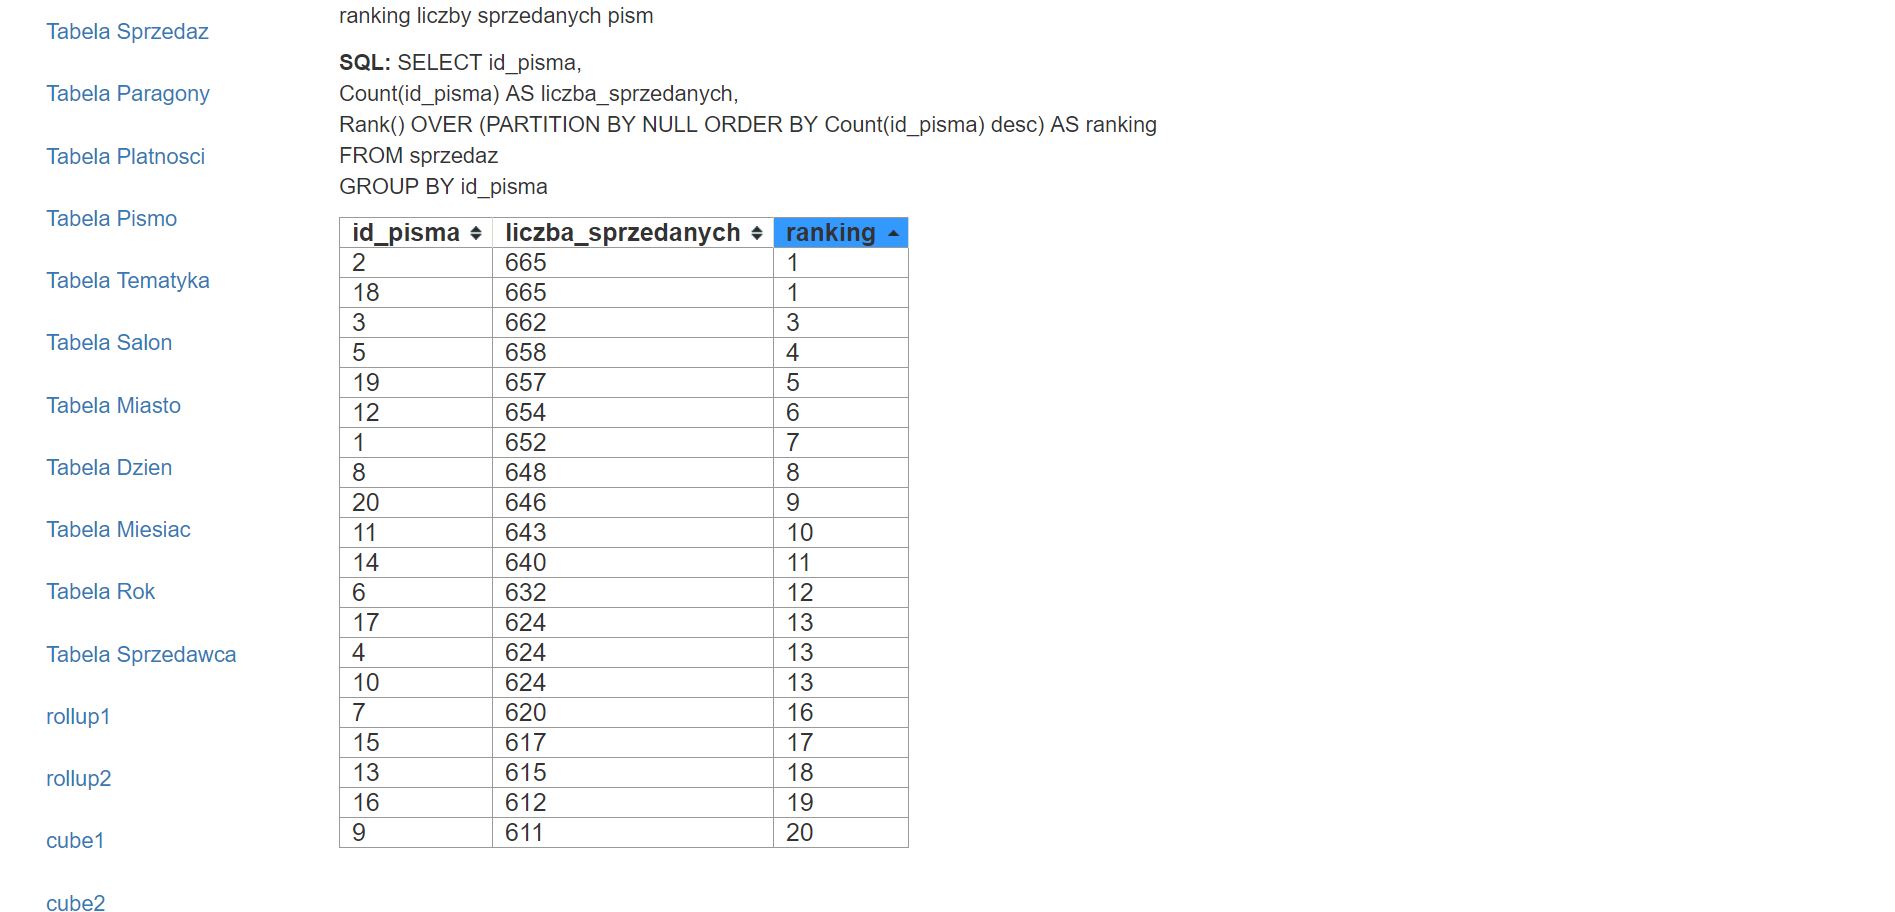 Tabela Sprzedaz
Tabela Paragony
Tabela Platnosci
Tabela Pismo
Tabela Tematyka
Tabela Salon
Tabela Miasto
Tabela Dzien
Tabela Miesiac
Tabela Rok
Tabela Sprzedawca
rollup1
rollup2
cube1
cube2
ranking liczby sprzedanych pism
SQL: SELECT id_pisma,
Count(id_pisma) AS liczba_sprzedanych,
Rank() OVER (PARTITION BY NULL ORDER BY Count(id_pisma) desc) AS ranking
FROM sprzedaz
GROUP BY id_pisma
id_pisma liczba_sprzedanych ranking
2 665 1
18 665 1
3 662 3
5 658 4
19 657 5
12 654 6
1 652 7
8 648 8
20 646 9
11 643 10
14 640 11
6 632 12
17 624 13
4 624 13
10 624 13
7 620 16
15 617 17
13 615 18
16 612 19
9 611 20